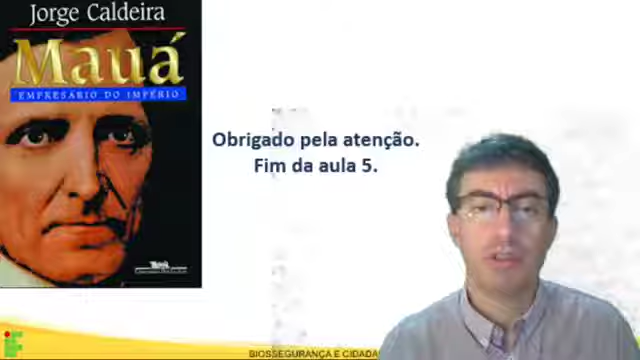 Jorge Caldeira
Mauá
EMPRESÁRIO DO IMPÉRIO
Obrigado pela atenção.
Fim da aula 5.
BIOSSEGURANÇA E CIDADA